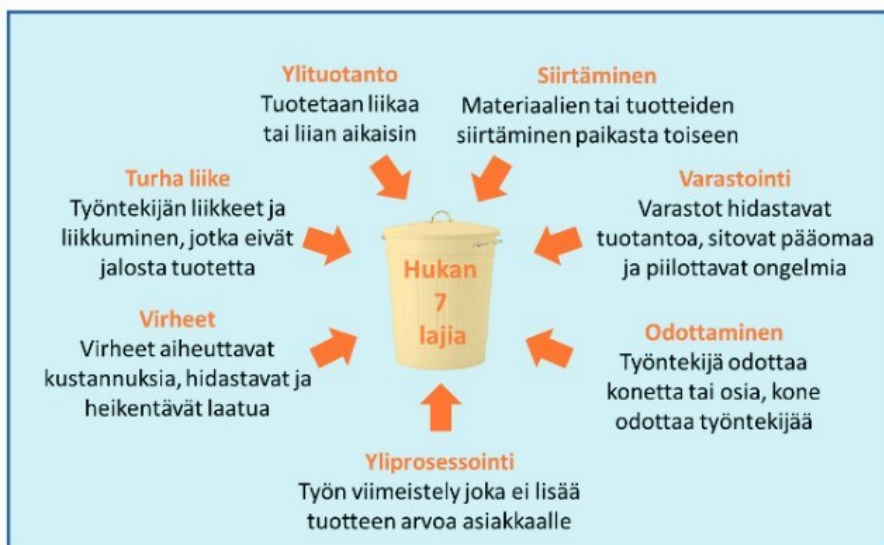 Ylituotanto
Tuotetaan liikaa
tai liian aikaisin
Siirtäminen
Materiaalien tai tuotteiden
siirtäminen paikasta toiseen
Turha liike
Työntekijän liikkeet ja
liikkuminen, jotka eivät
jalosta tuotetta
Varastointi
Varastot hidastavat
tuotantoa, sitovat pääomaa
ja piilottavat ongelmia
Hukan
7
lajia
Virheet
Virheet aiheuttavat
kustannuksia, hidastavat ja
heikentävät laatua
Odottaminen
Työntekijä odottaa
konetta tai osia, kone
odottaa työntekijää
Yliprosessointi
Työn viimeistely joka ei lisää
tuotteen arvoa asiakkaalle